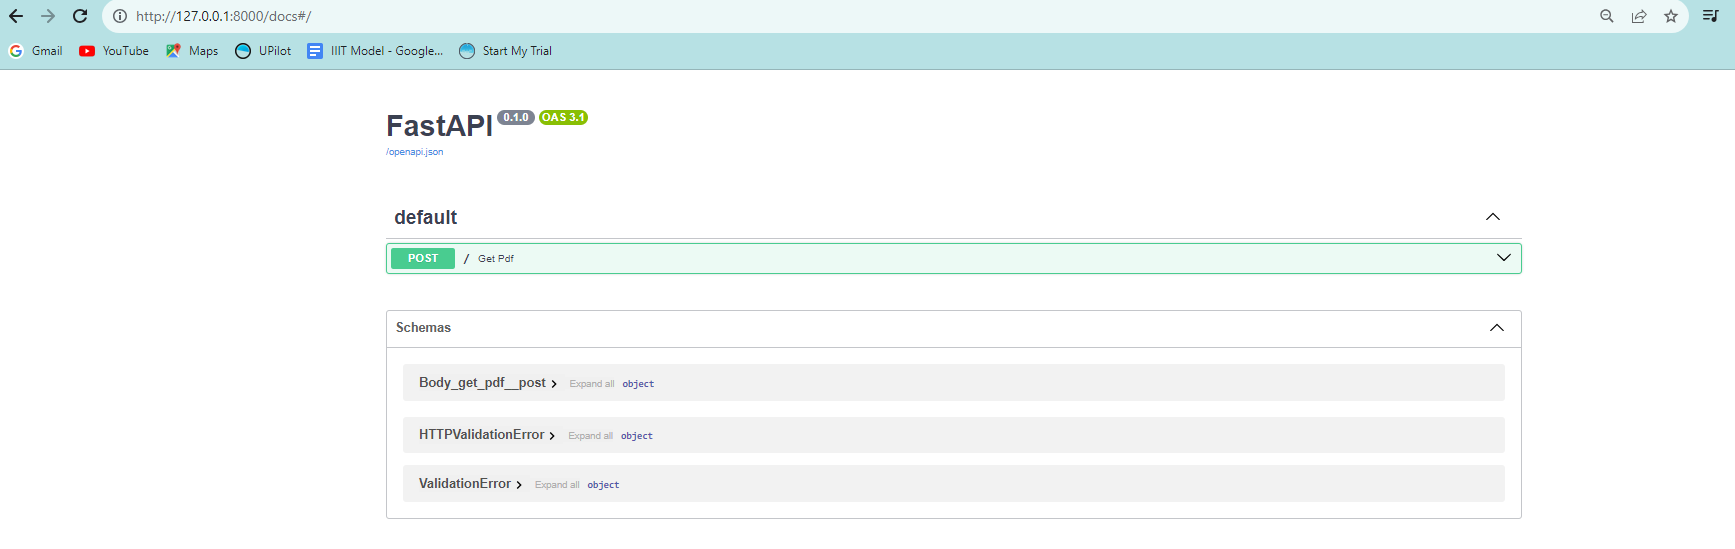 http://127.0.0.1:8000/docs#/
Gmail YouTube Maps UPilot IIIT Model - Google... Start My Trial
FastAPI 0.1.0 OAS 3.1
/openapi.json
default
POST / Get Pdf
Schemas
Body_get_pdf__post Expand all object
HTTPValidationError Expand all object
ValidationError Expand all object